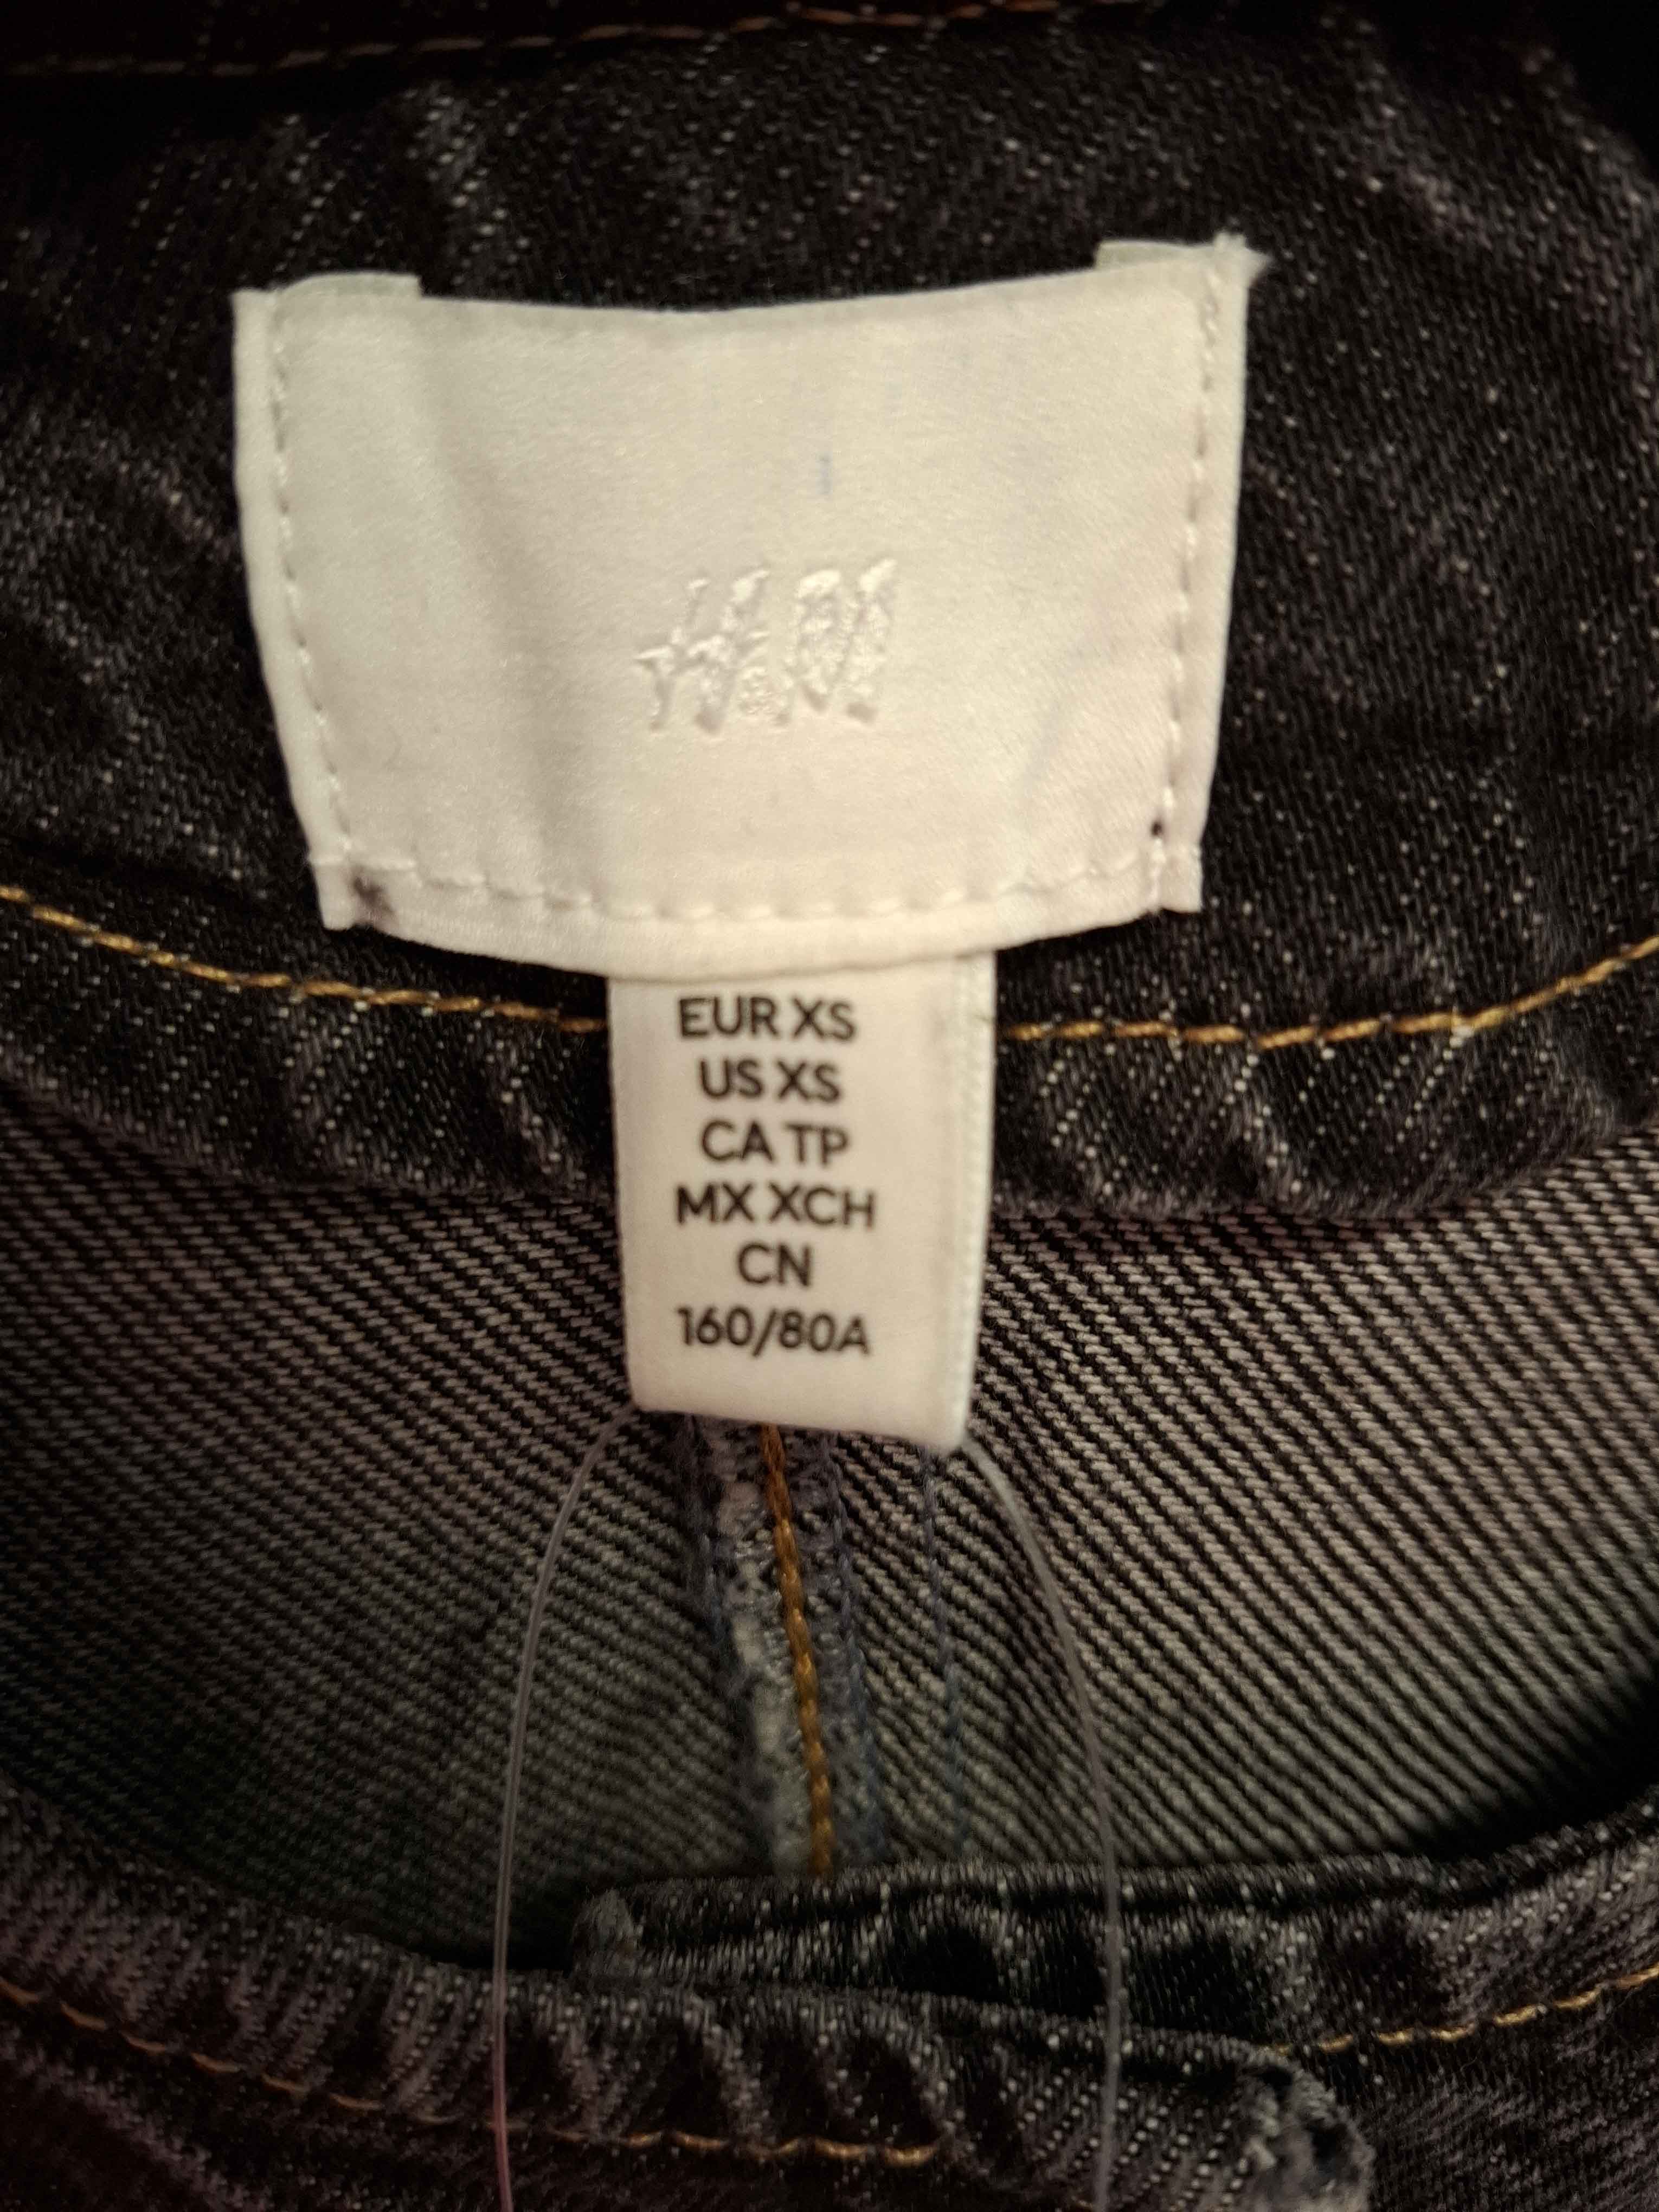 H&M
EUR XS
US XS
CA TP
MX XCH
CN
160/80A